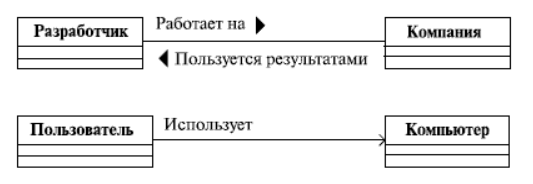 Разработчик
Работает на
Компания
Пользуется результатами
Пользователь
Использует
Компьютер